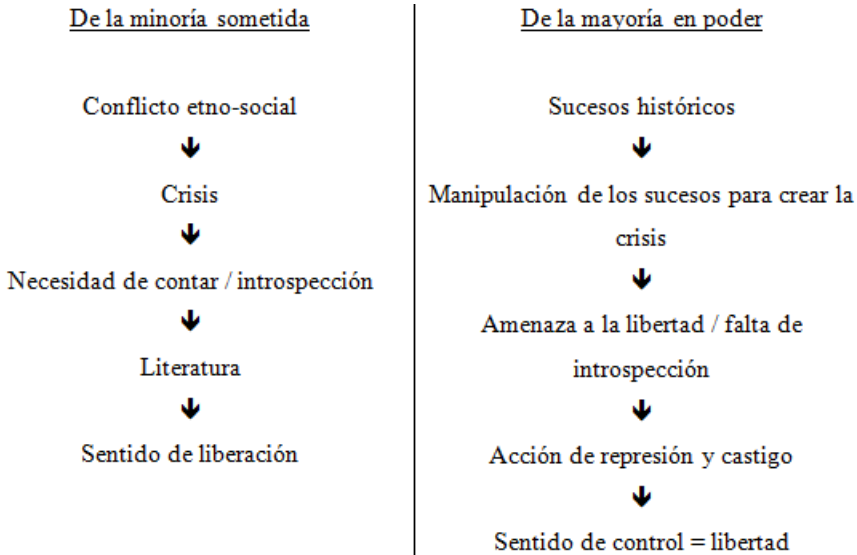 De la minoría sometida
Conflicto etno-social
Crisis
Necesidad de contar / introspección
Literatura
Sentido de liberación
De la mayoría en poder
Sucesos históricos
Manipulación de los sucesos para crear la
crisis
Amenaza a la libertad / falta de
introspección
Acción de represión y castigo
Sentido de control = libertad